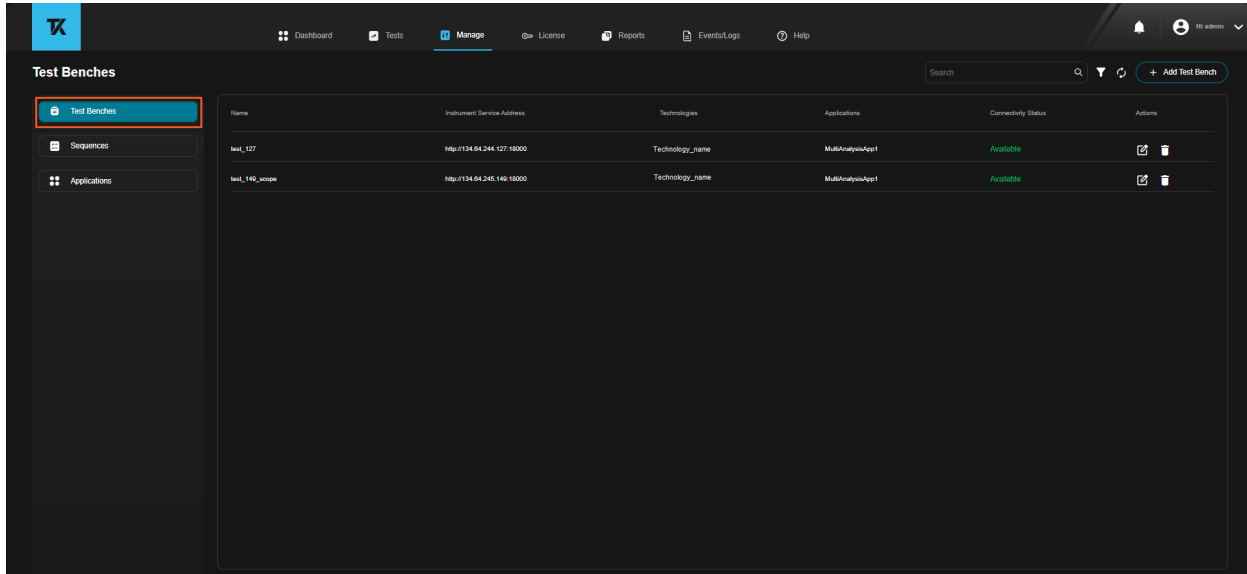 TK
Dashboard Tests Manage License Reports Events/Logs Help Hi admin
Test Benches Search + Add Test Bench
Test Benches
Sequences
Applications
Name Instrument Service Address Technologies Applications Connectivity Status Actions
test_127 http://134.64.244.127:18000 Technology_name MultiAnalysisApp1 Available
test_149_scope http://134.64.245.149:18000 Technology_name MultiAnalysisApp1 Available